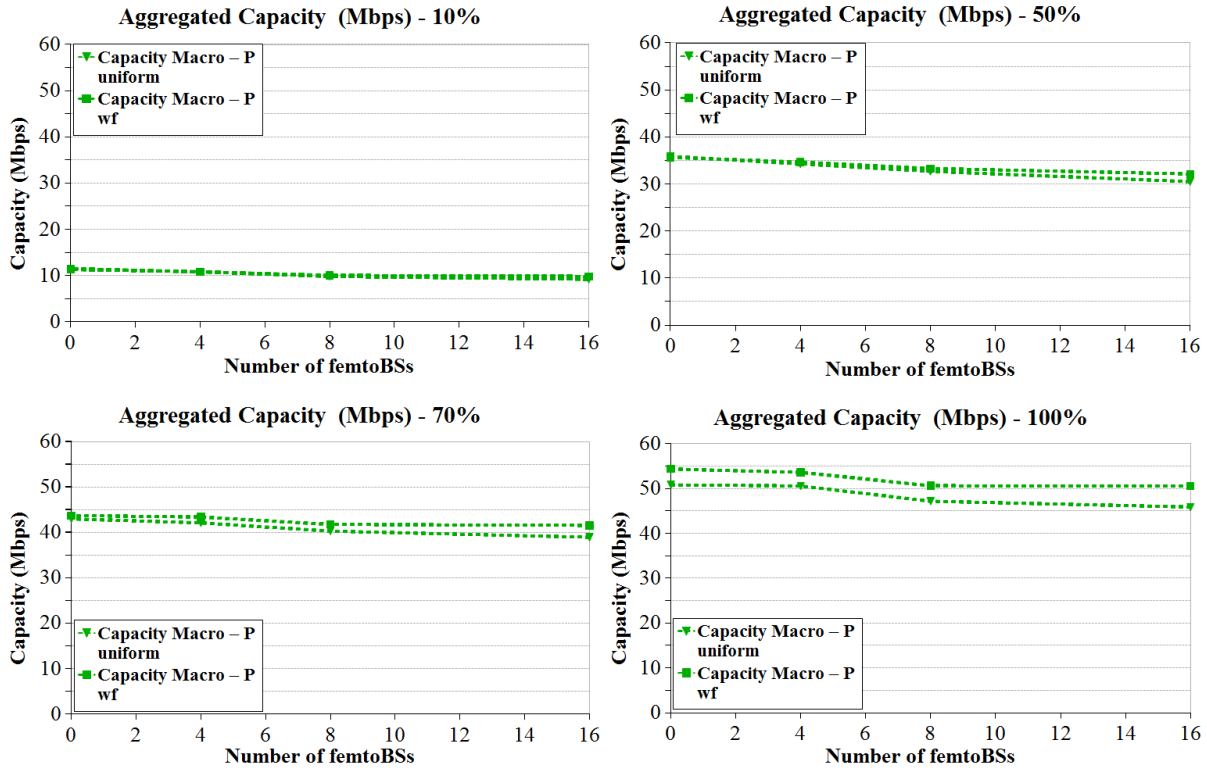 Aggregated Capacity (Mbps) - 10%
Capacity (Mbps)
60
50
40
30
20
10
0
Capacity Macro – P
uniform
Capacity Macro – P
wf
0 2 4 6 8 10 12 14 16
Number of femtoBSs
Aggregated Capacity (Mbps) - 50%
Capacity (Mbps)
60
50
40
30
20
10
0
Capacity Macro – P
uniform
Capacity Macro – P
wf
0 2 4 6 8 10 12 14 16
Number of femtoBSs
Aggregated Capacity (Mbps) - 70%
Capacity (Mbps)
60
50
40
30
20
10
0
Capacity Macro – P
uniform
Capacity Macro – P
wf
0 2 4 6 8 10 12 14 16
Number of femtoBSs
Aggregated Capacity (Mbps) - 100%
Capacity (Mbps)
60
50
40
30
20
10
0
Capacity Macro – P
uniform
Capacity Macro – P
wf
0 2 4 6 8 10 12 14 16
Number of femtoBSs